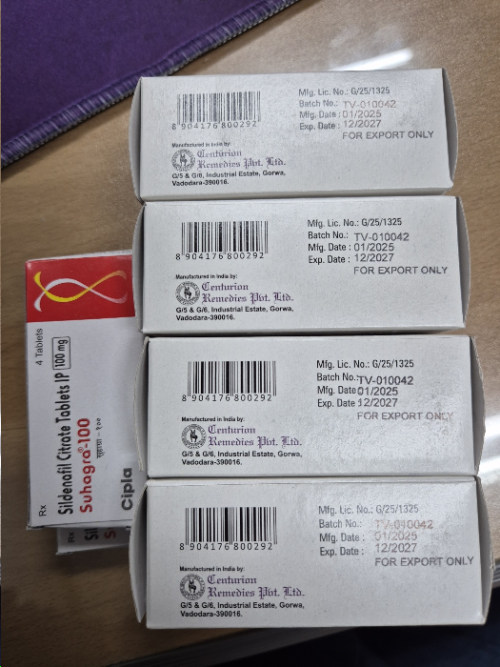 Mfg. Lic. No.: G/25/1325
Batch No.: TV-010042
Mfg. Date : 01/2025
Exp. Date : 12/2027
FOR EXPORT ONLY
8 904176 800292
Manufactured in India by:
Centurion
Remedies Pvt. Ltd.
G/5 & G/6, Industrial Estate, Gorwa,
Vadodara-390016.
Mfg. Lic. No.: G/25/1325
Batch No.: TV-010042
Mfg. Date : 01/2025
Exp. Date : 12/2027
FOR EXPORT ONLY
8 904176 800292
Manufactured in India by:
Centurion
Remedies Pvt. Ltd.
G/5 & G/6, Industrial Estate, Gorwa,
Vadodara-390016.
Mfg. Lic. No.: G/25/1325
Batch No.: TV-010042
Mfg. Date 01/2025
Exp. Date : 12/2027
FOR EXPORT ONLY
8 904176 800292
Manufactured in India by:
Centurion
Remedies Pvt. Ltd.
G/5 & G/6, Industrial Estate, Gorwa,
Vadodara-390016.
Mfg. Lic. No.: G/25/1325
Batch No.: TV-010042
Mfg. Date : 01/2025
Exp. Date : 12/2027
FOR EXPORT ONLY
8 904176 800292
Manufactured in India by:
Centurion
Remedies Pvt. Ltd.
G/5 & G/6, Industrial Estate, Gorwa,
Vadodara-390016.
4 Tablets
Rx
Sildenafil Citrate Tablets IP 100 mg
Suhagra®-100
सुहाग्रा - १००
Cipla
Rx